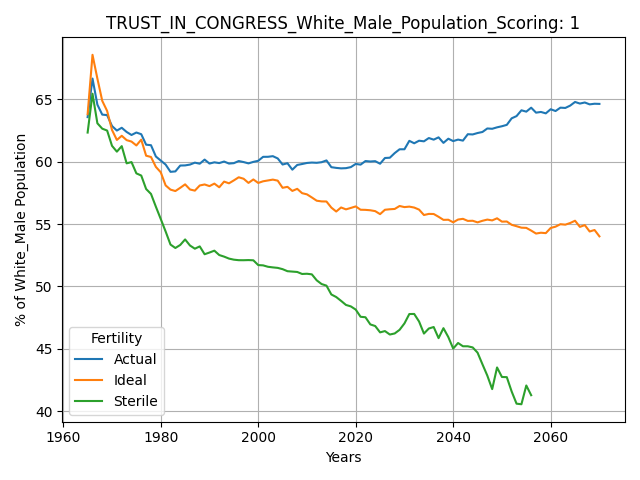 TRUST_IN_CONGRESS_White_Male_Population_Scoring: 1
% of White_Male Population
65
60
55
50
45
40
Fertility
Actual
Ideal
Sterile
1960 1980 2000 2020 2040 2060
Years